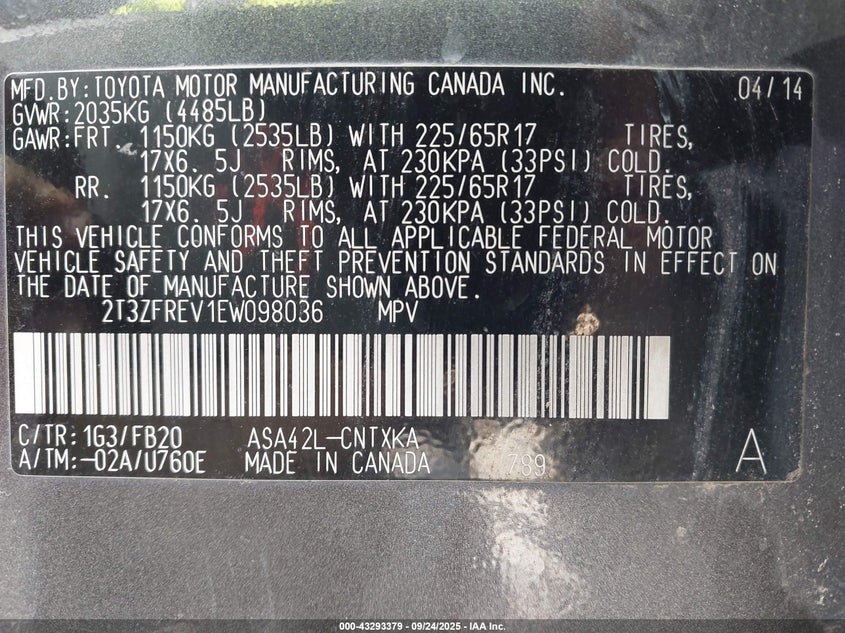 MFD. BY: TOYOTA MOTOR MANUFACTURING CANADA INC. 04/14
GVWR: 2035KG (4485LB)
GAWR: FRT. 1150KG (2535LB) WITH 225/65R17 TIRES,
17X6. 5J RIMS, AT 230KPA (33PSI) COLD.
RR. 1150KG (2535LB) WITH 225/65R17 TIRES,
17X6. 5J RIMS, AT 230KPA (33PSI) COLD.
THIS VEHICLE CONFORMS TO ALL APPLICABLE FEDERAL MOTOR
VEHICLE SAFETY AND THEFT PREVENTION STANDARDS IN EFFECT ON
THE DATE OF MANUFACTURE SHOWN ABOVE.
2T3ZFREV1EW098036 MPV
C/TR: 1G3/FB20 ASA42L-CNTXKA
A/TM:-02A/U760E MADE IN CANADA 789 A
000-43293379 - 09/24/2025 - IAA Inc.